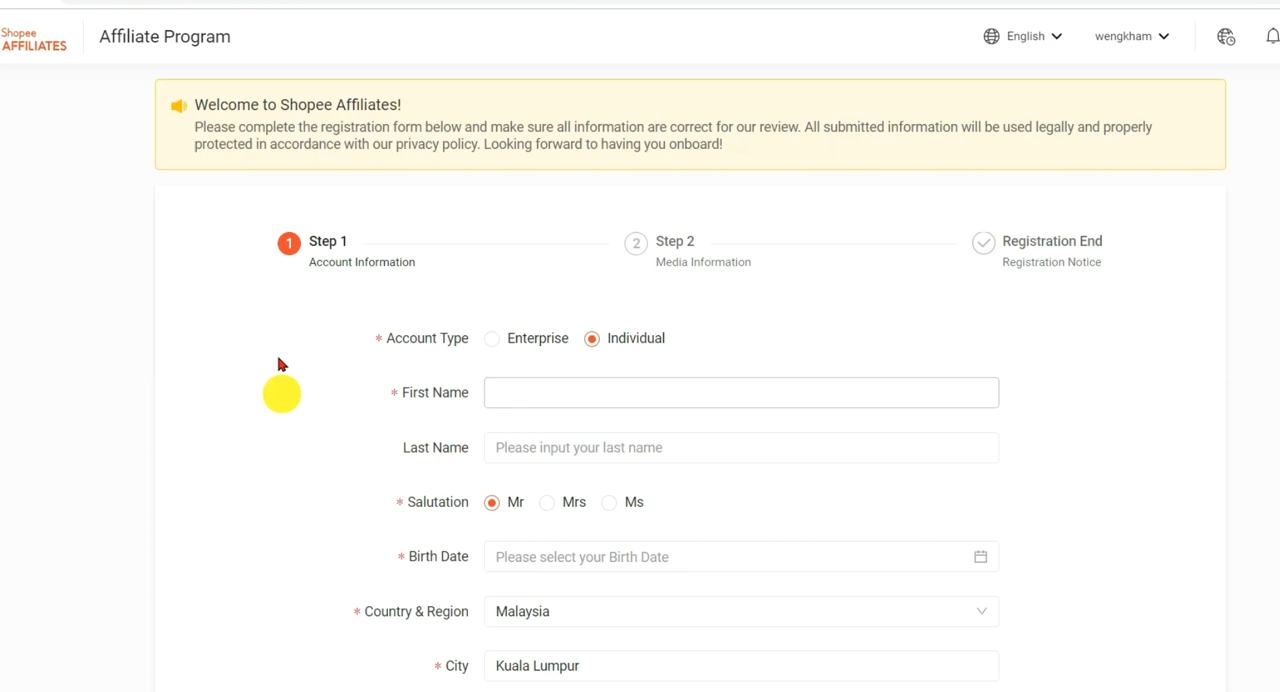 Shopee
AFFILIATES
Affiliate Program
English
wengkham
Welcome to Shopee Affiliates!
Please complete the registration form below and make sure all information are correct for our review. All submitted information will be used legally and properly
protected in accordance with our privacy policy. Looking forward to having you onboard!
1 Step 1
Account Information
2 Step 2
Media Information
Registration End
Registration Notice
* Account Type Enterprise Individual
* First Name
Last Name Please input your last name
* Salutation Mr Mrs Ms
* Birth Date Please select your Birth Date
* Country & Region Malaysia
* City Kuala Lumpur